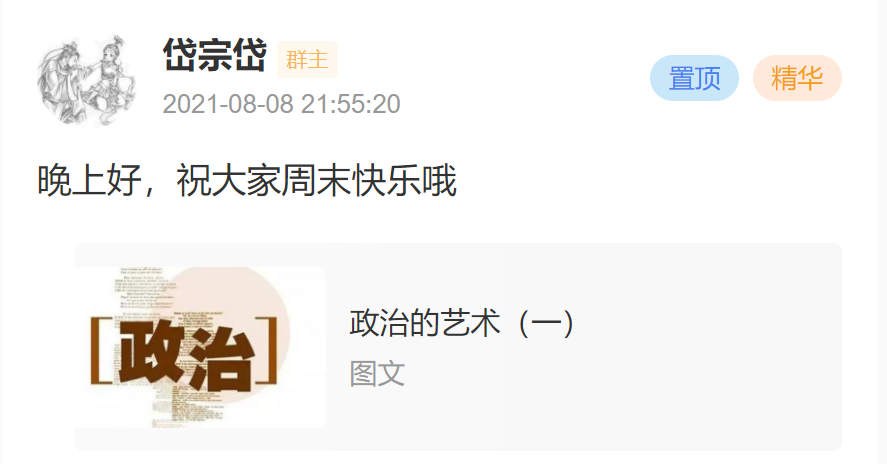 岱宗岱 群主
2021-08-08 21:55:20
置顶 精华
晚上好，祝大家周末快乐哦
[政治]
政治的艺术（一）
图文